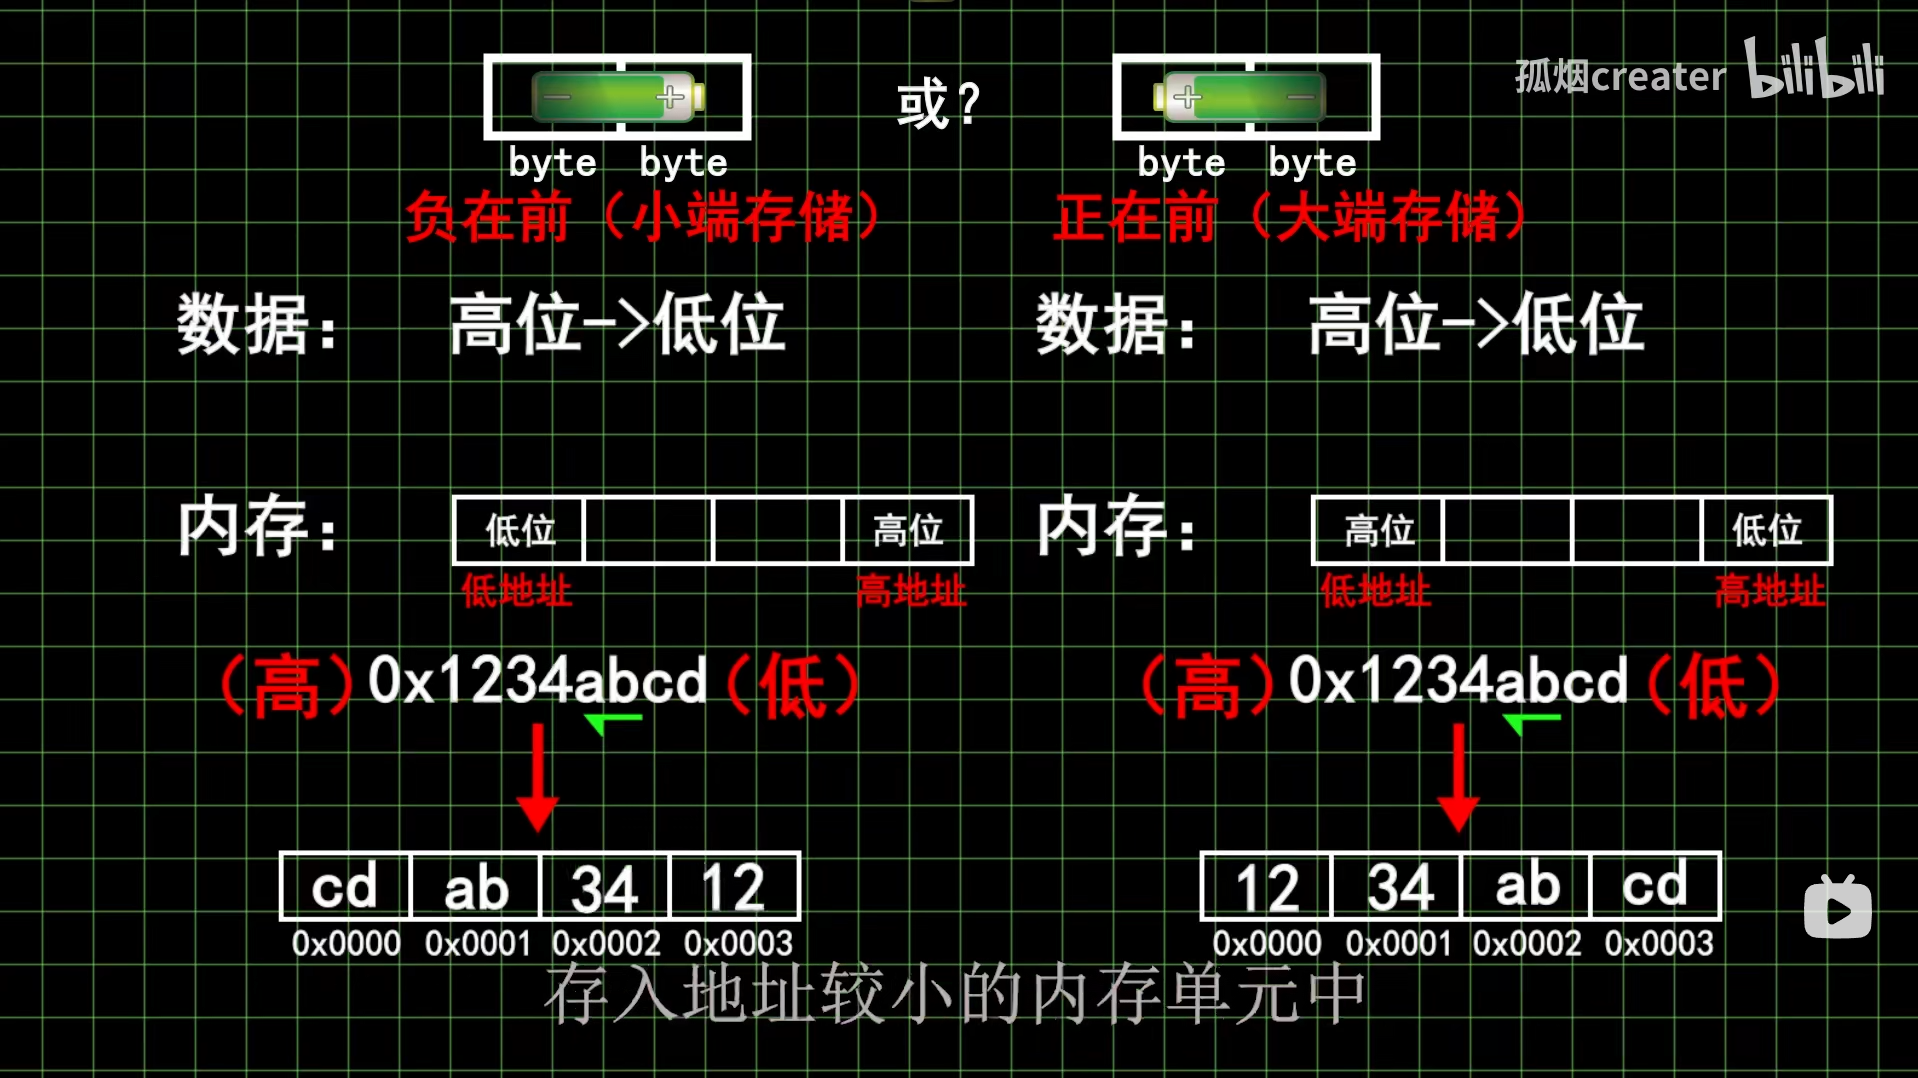 孤烟creater bilibili
- + 或? + -
byte byte byte byte
负在前（小端存储） 正在前（大端存储）
数据： 高位->低位 数据： 高位->低位
内存： 低位 高位 内存： 高位 低位
低地址 高地址 低地址 高地址
（高）0x1234abcd（低） （高）0x1234abcd（低）
cd ab 34 12 12 34 ab cd
0x0000 0x0001 0x0002 0x0003 0x0000 0x0001 0x0002 0x0003
存入地址较小的内存单元中